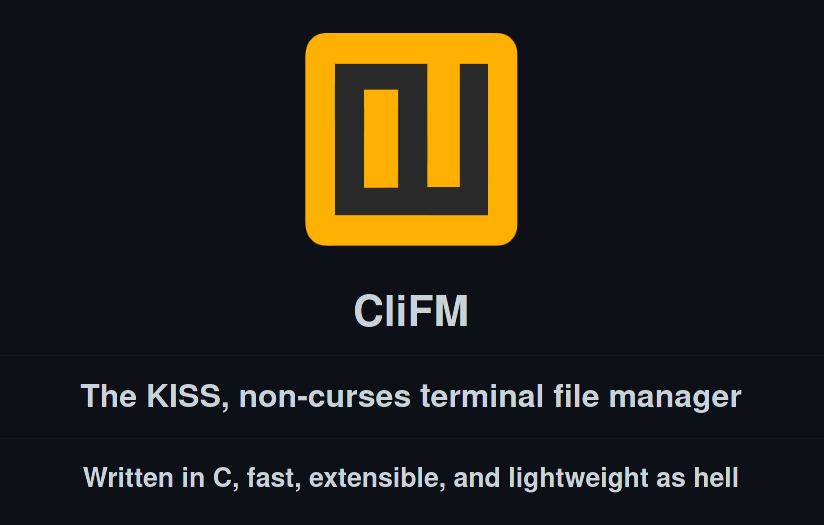 CliFM
The KISS, non-curses terminal file manager
Written in C, fast, extensible, and lightweight as hell